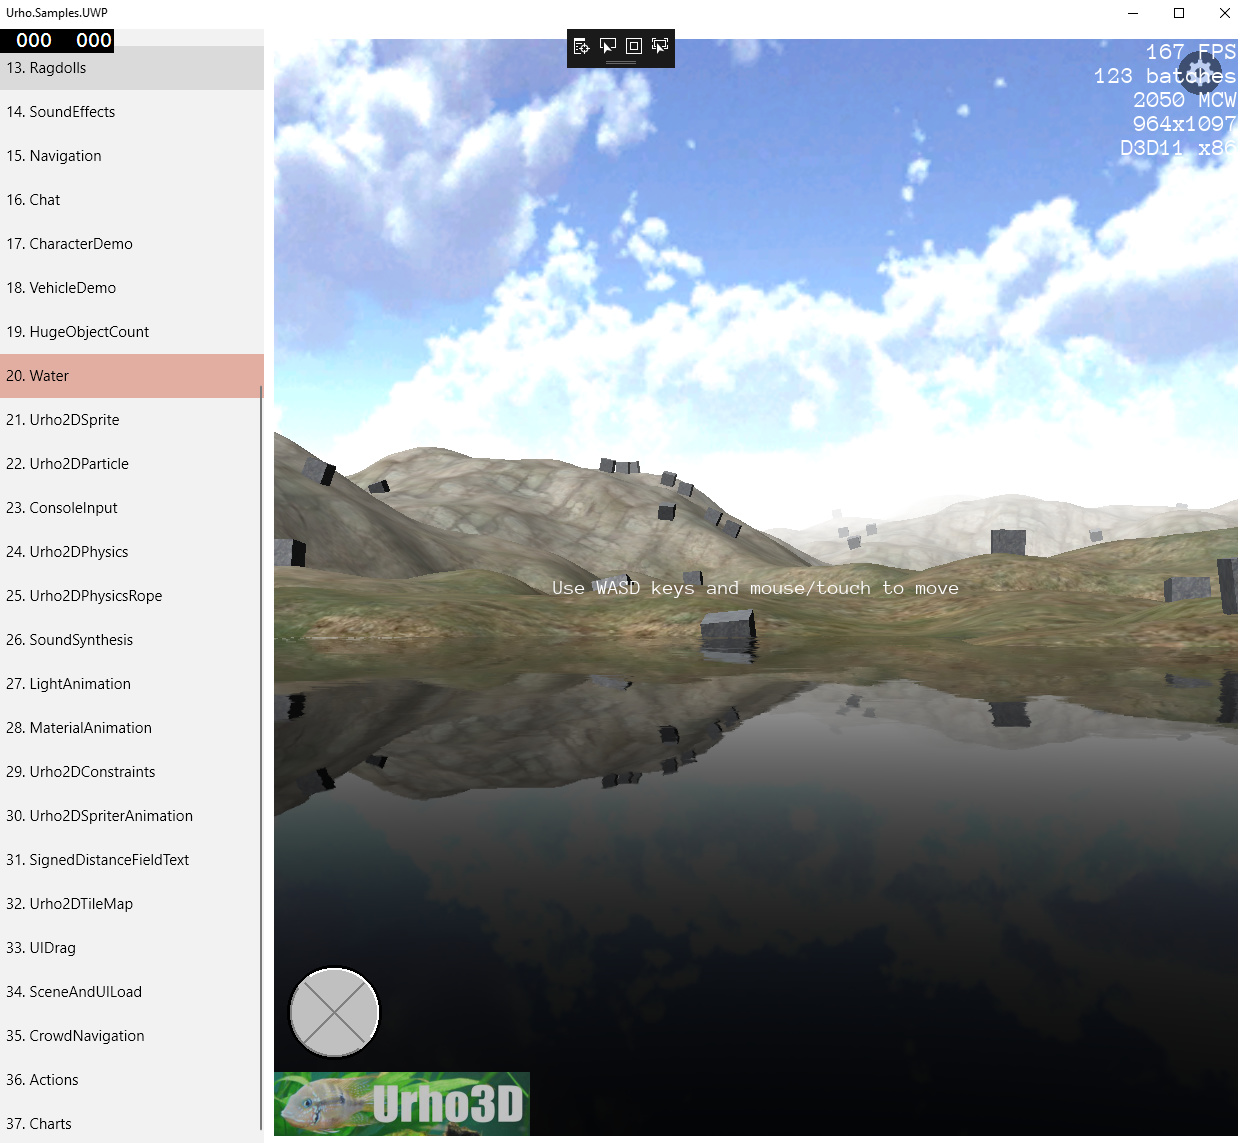 Urho.Samples.UWP
000 000
13. Ragdolls
14. SoundEffects
15. Navigation
16. Chat
17. CharacterDemo
18. VehicleDemo
19. HugeObjectCount
20. Water
21. Urho2DSprite
22. Urho2DParticle
23. ConsoleInput
24. Urho2DPhysics
25. Urho2DPhysicsRope
26. SoundSynthesis
27. LightAnimation
28. MaterialAnimation
29. Urho2DConstraints
30. Urho2DSpriterAnimation
31. SignedDistanceFieldText
32. Urho2DTileMap
33. UIDrag
34. SceneAndUILoad
35. CrowdNavigation
36. Actions
37. Charts
167 FPS
123 batches
2050 MCW
964x1097
D3D11 x86
Use WASD keys and mouse/touch to move
Urho3D